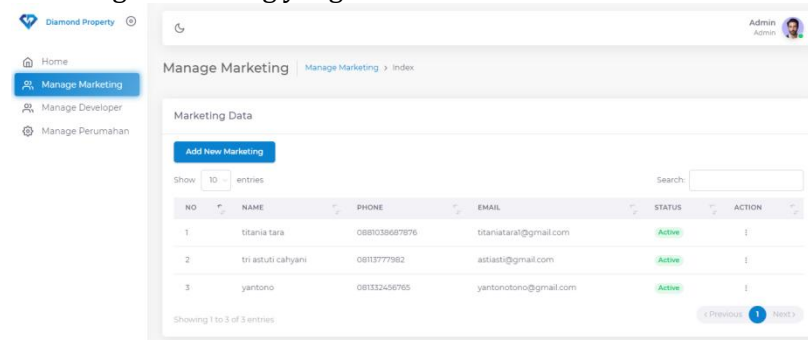 Diamond Property
Admin
Admin
Home
Manage Marketing
Manage Developer
Manage Perumahan
Manage Marketing
Manage Marketing > Index
Marketing Data
Add New Marketing
Show 10 entries
Search:
NO NAME PHONE EMAIL STATUS ACTION
1 titania tara 0881038687876 titaniatara1@gmail.com Active
2 tri astuti cahyani 08113777982 astiasti@gmail.com Active
3 yantono 081332456765 yantonotono@gmail.com Active
Showing 1 to 3 of 3 entries
< Previous 1 Next >